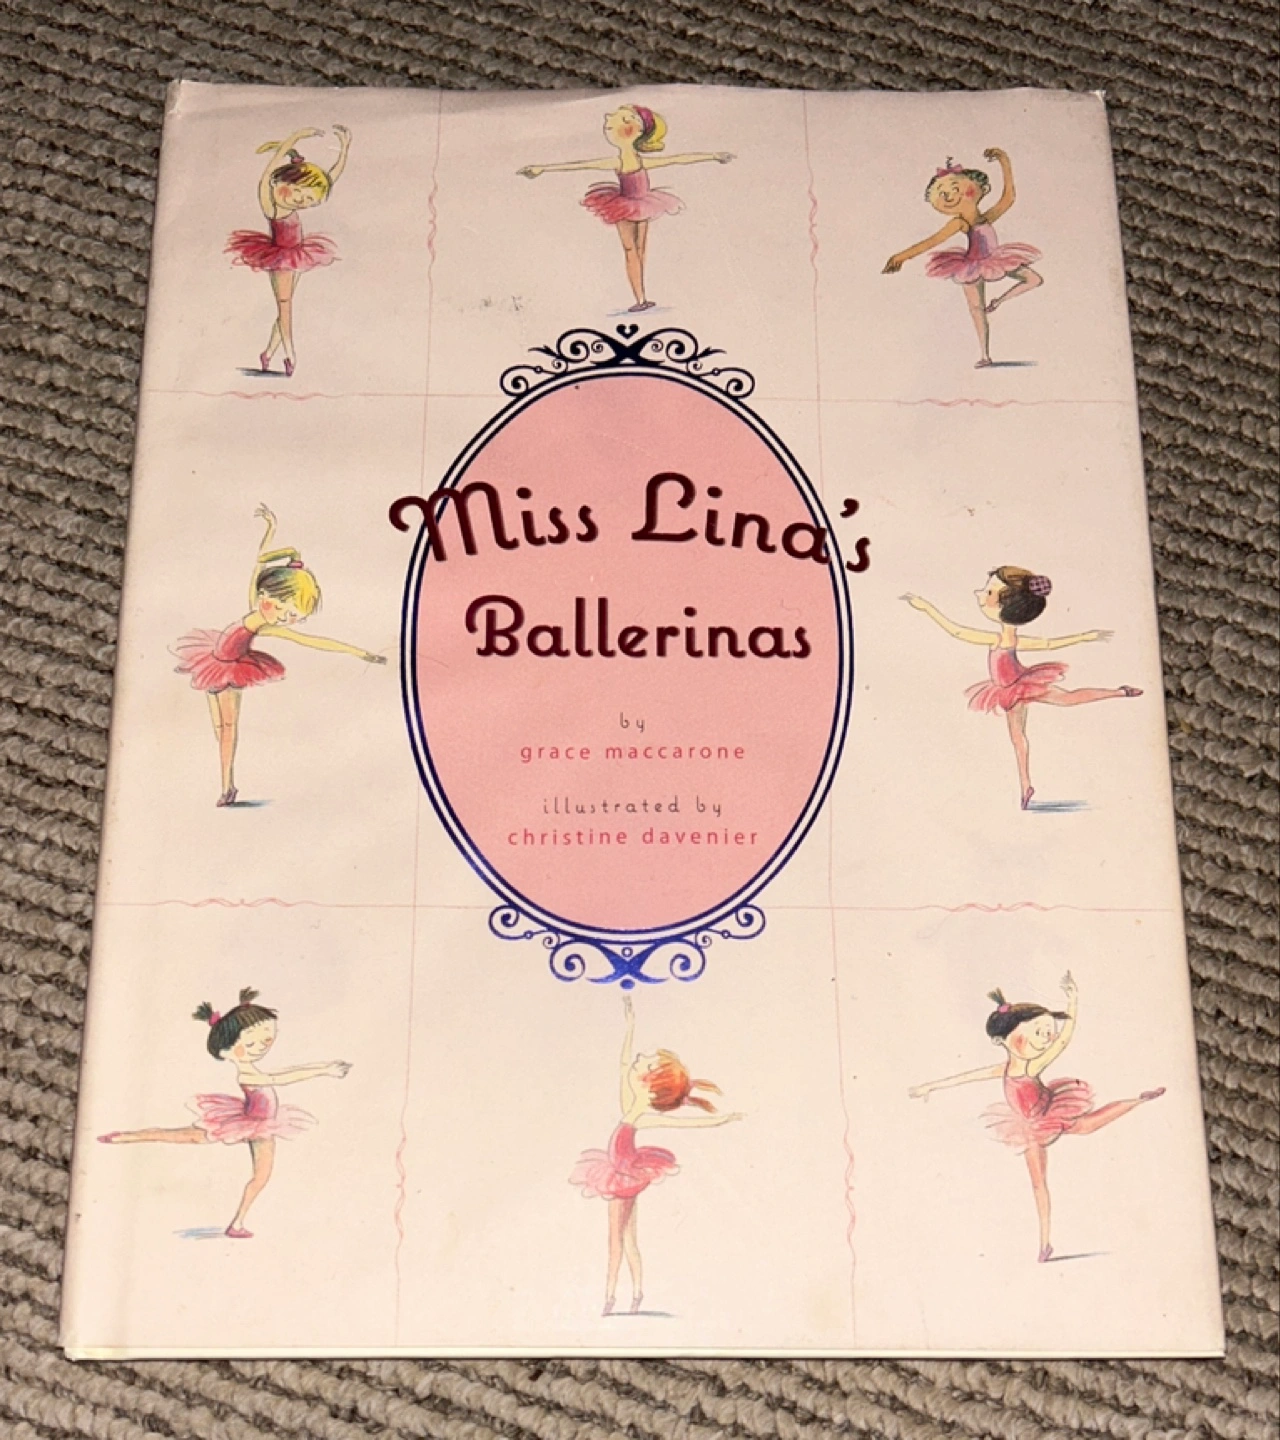 Miss Lina's
Ballerinas
by
grace maccarone
illustrated by
christine davenier